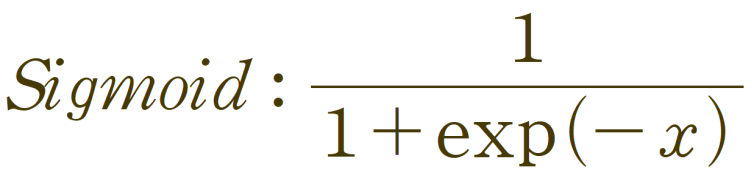 Sigmoid : 1
1+exp(−x)